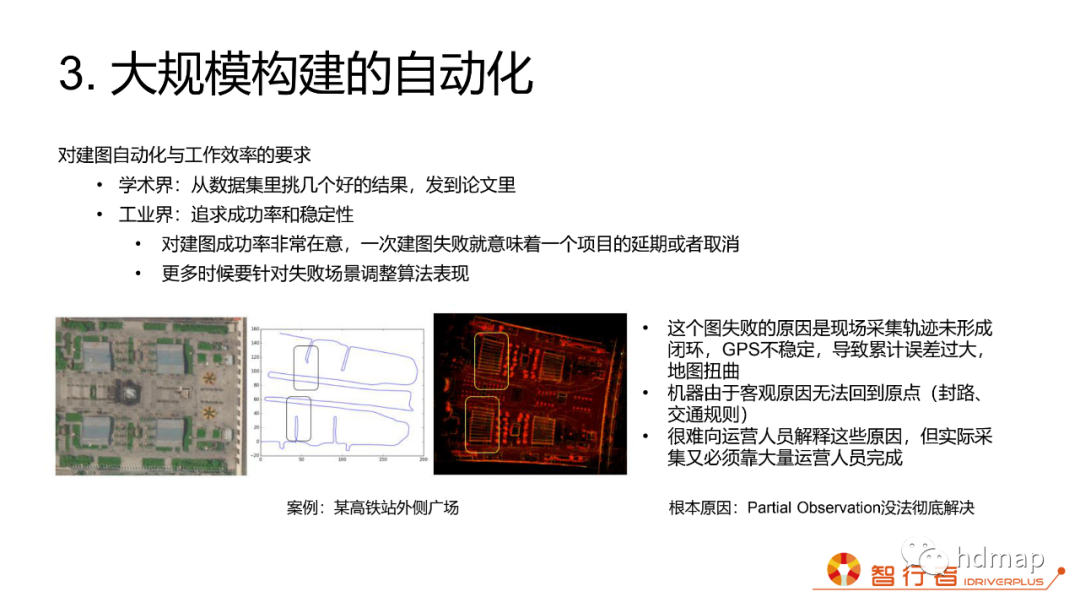 3. 大规模构建的自动化
对建图自动化与工作效率的要求
• 学术界：从数据集里挑几个好的结果，发到论文里
• 工业界：追求成功率和稳定性
• 对建图成功率非常在意，一次建图失败就意味着一个项目的延期或者取消
• 更多时候要针对失败场景调整算法表现
160
140
120
100
80
60
40
20
0
-20
0 50 100 150 200
• 这个图失败的原因是现场采集轨迹未形成
闭环，GPS不稳定，导致累计误差过大，
地图扭曲
• 机器由于客观原因无法回到原点（封路、
交通规则）
• 很难向运营人员解释这些原因，但实际采
集又必须靠大量运营人员完成
案例：某高铁站外侧广场
根本原因：Partial Observation没法彻底解决
hdmap
智行者 IDRIVERPLUS